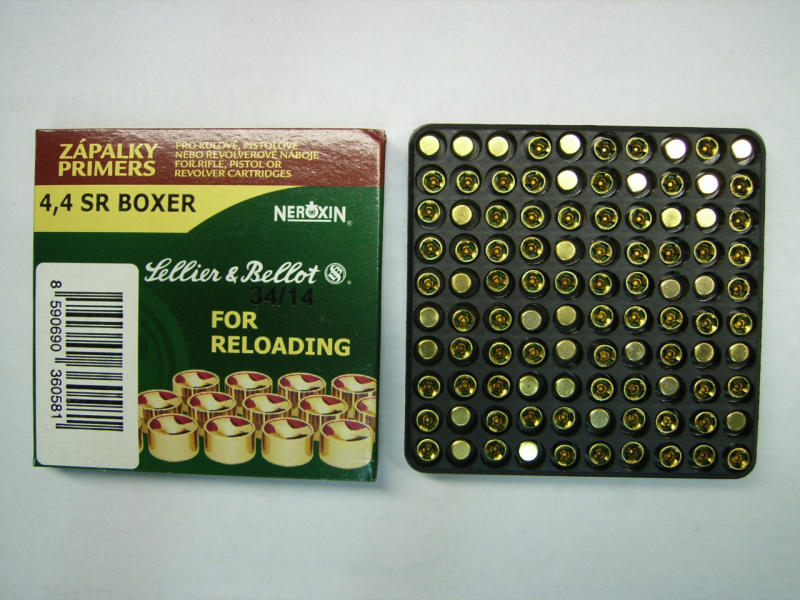 ZÁPALKY
PRIMERS
PRO KULOVÉ, PISTOLOVÉ
NEBO REVOLVEROVÉ NÁBOJE
FOR RIFLE, PISTOL OR
REVOLVER CARTRIDGES
4,4 SR BOXER
NEROXIN®
Sellier & Bellot S&B®
34/14
FOR
RELOADING
8 590690 360581